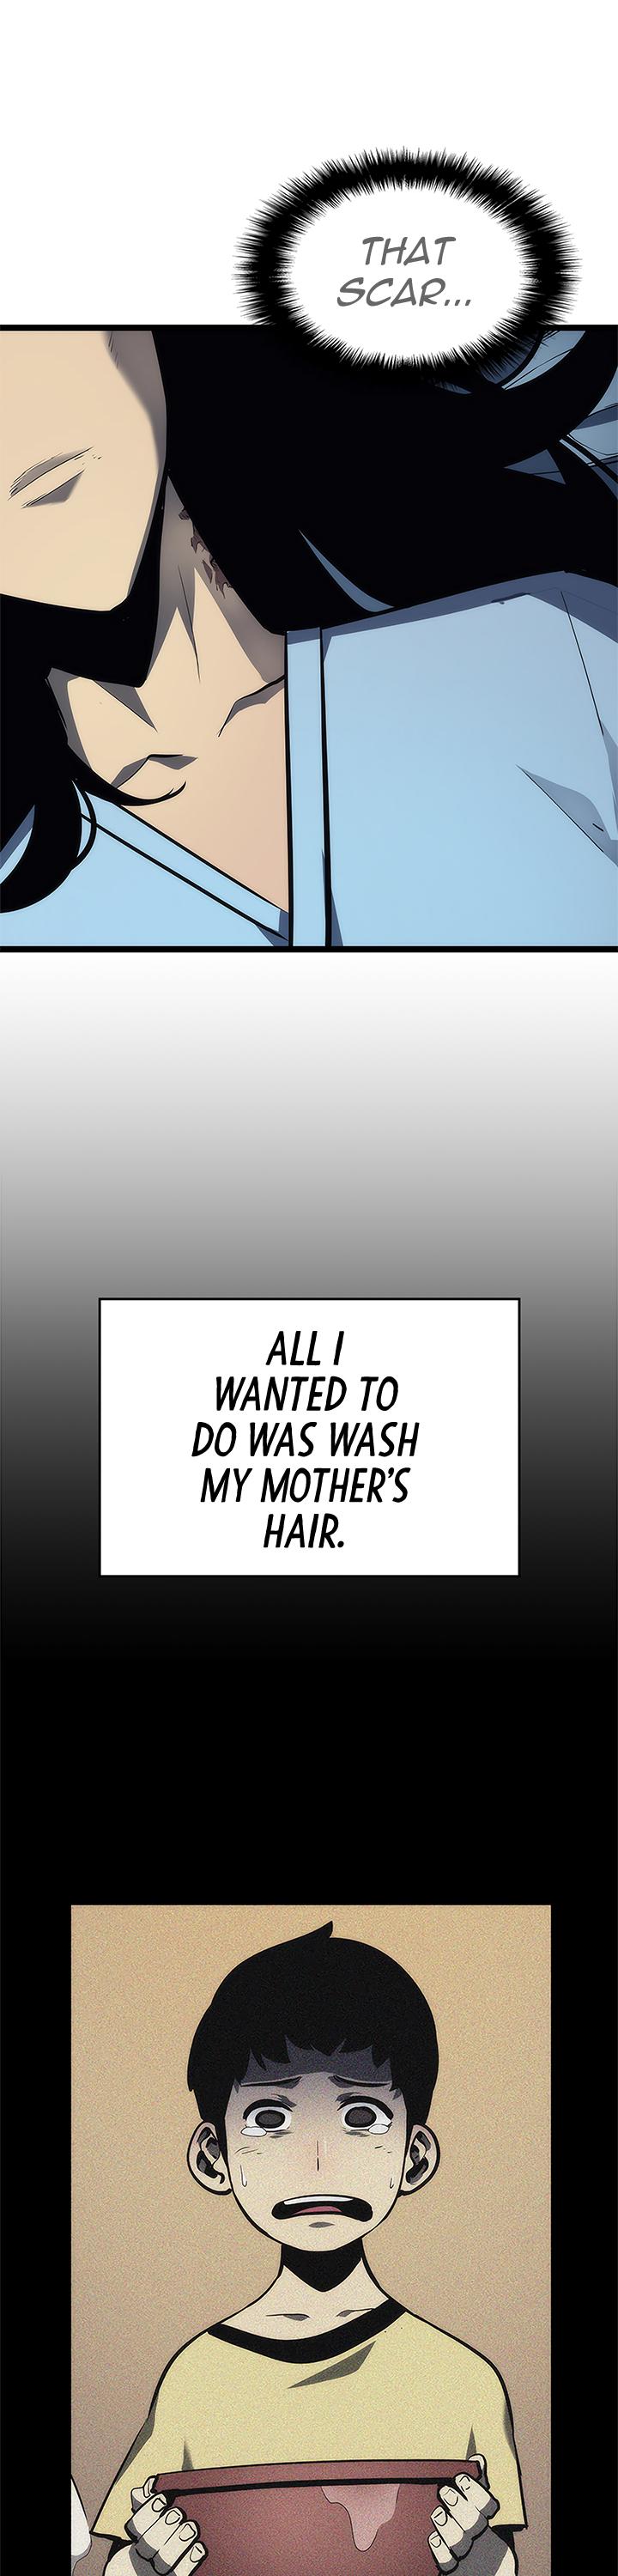 THAT
SCAR...
ALL I
WANTED TO
DO WAS WASH
MY MOTHER'S
HAIR.